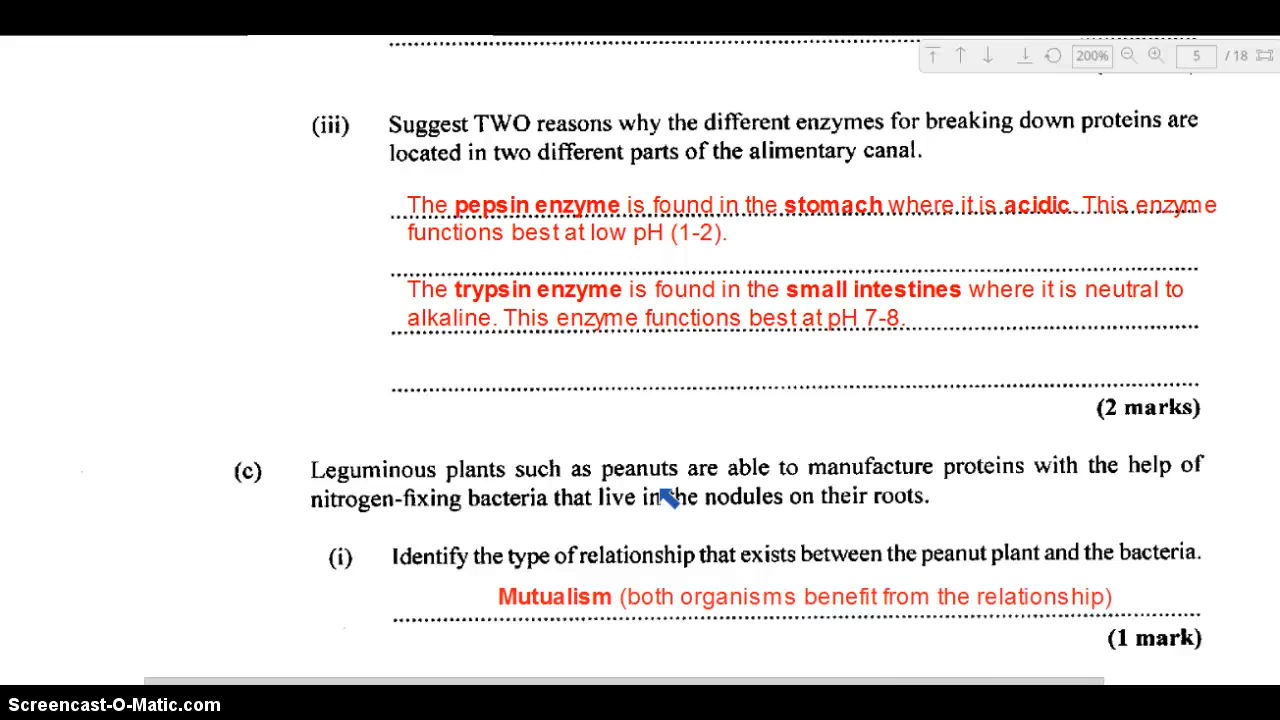 200%
5
/ 18
(iii) Suggest TWO reasons why the different enzymes for breaking down proteins are
located in two different parts of the alimentary canal.
The pepsin enzyme is found in the stomach where it is acidic. This enzyme
functions best at low pH (1-2).
The trypsin enzyme is found in the small intestines where it is neutral to
alkaline. This enzyme functions best at pH 7-8.
(2 marks)
(c) Leguminous plants such as peanuts are able to manufacture proteins with the help of
nitrogen-fixing bacteria that live in the nodules on their roots.
(i) Identify the type of relationship that exists between the peanut plant and the bacteria.
Mutualism (both organisms benefit from the relationship)
(1 mark)
Screencast-O-Matic.com